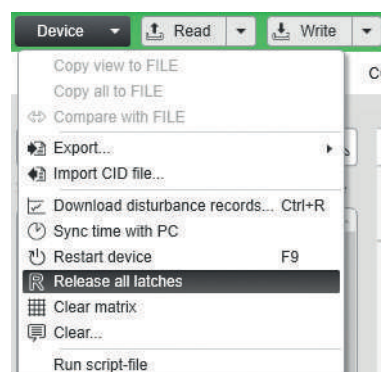 Device Read Write
Copy view to FILE
Copy all to FILE
Compare with FILE
Export...
Import CID file...
Download disturbance records... Ctrl+R
Sync time with PC
Restart device F9
Release all latches
Clear matrix
Clear...
Run script-file